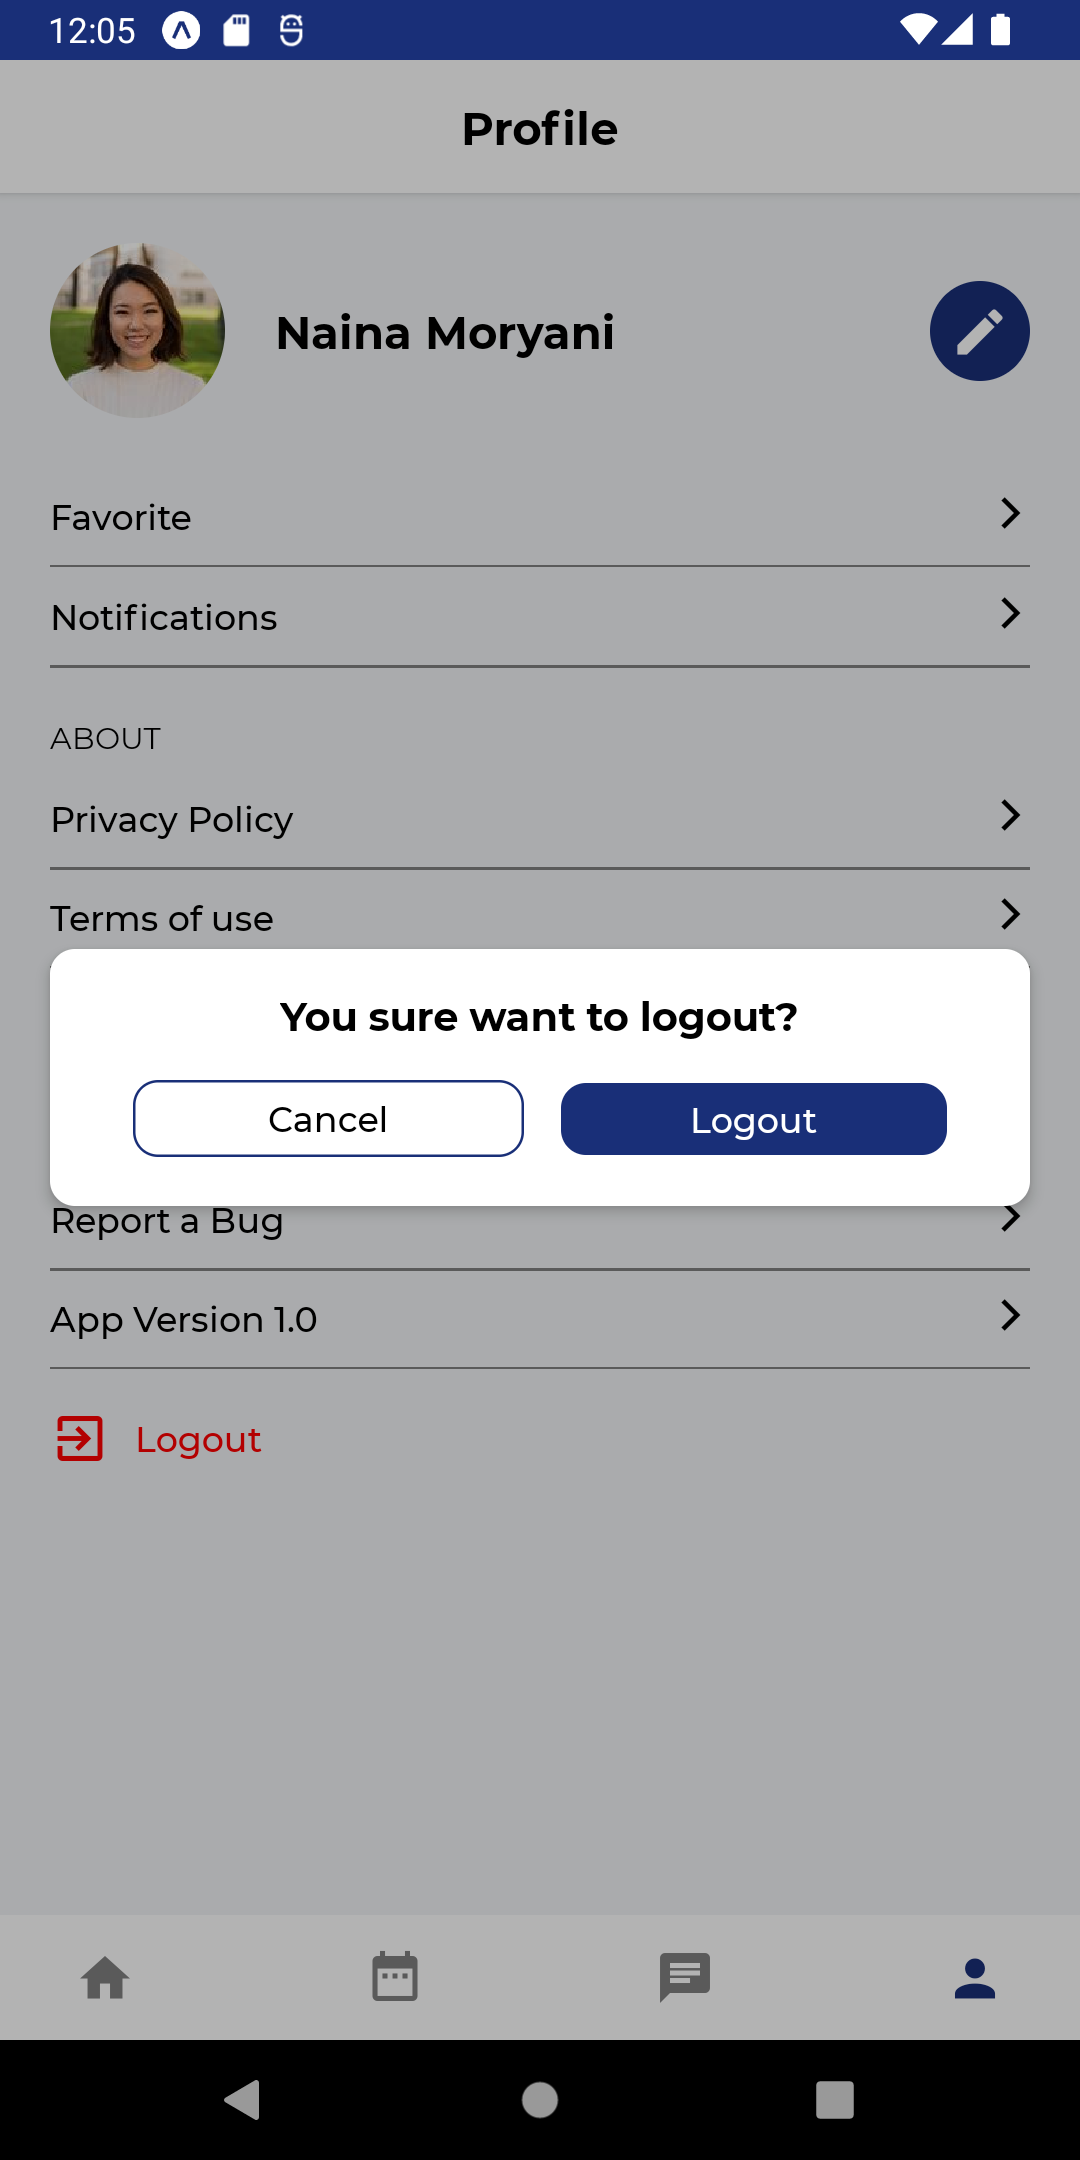 12:05
Profile
Naina Moryani
Favorite
Notifications
ABOUT
Privacy Policy
Terms of use
You sure want to logout?
Cancel
Logout
Report a Bug
App Version 1.0
Logout